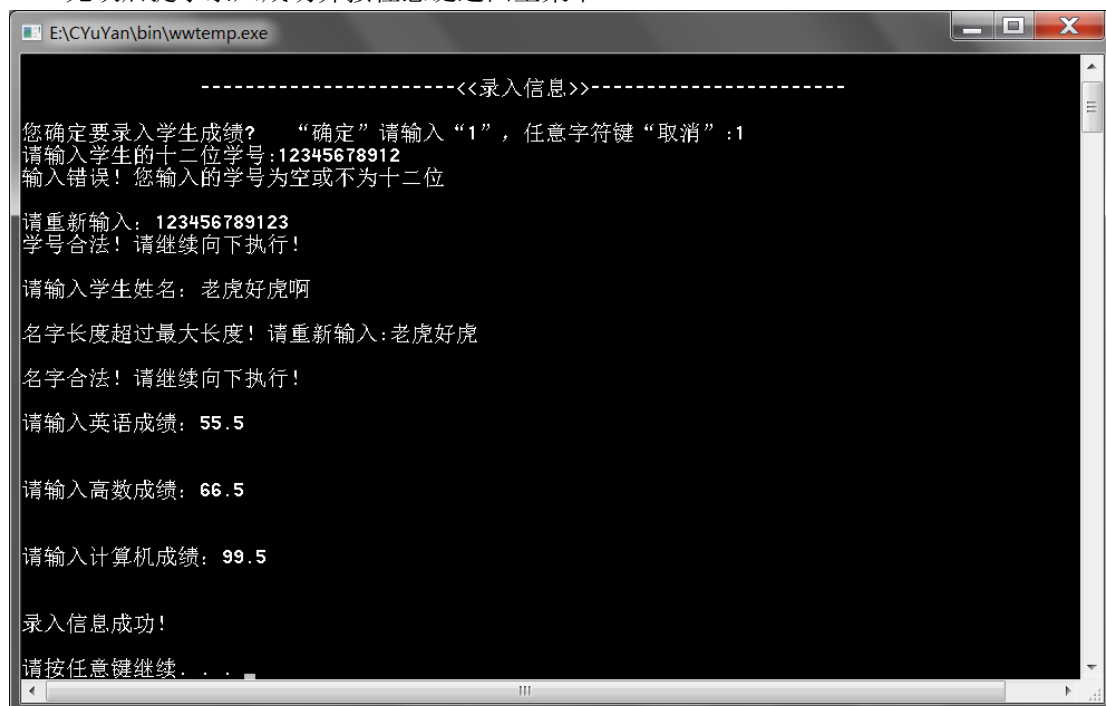 E:\CYuYan\bin\wwtemp.exe
-----------------------<<录入信息>>-----------------------
您确定要录入学生成绩? “确定”请输入“1”，任意字符键“取消”:1
请输入学生的十二位学号:12345678912
输入错误! 您输入的学号为空或不为十二位
请重新输入: 123456789123
学号合法! 请继续向下执行!
请输入学生姓名: 老虎好虎啊
名字长度超过最大长度! 请重新输入:老虎好虎
名字合法! 请继续向下执行!
请输入英语成绩: 55.5
请输入高数成绩: 66.5
请输入计算机成绩: 99.5
录入信息成功!
请按任意键继续. . .